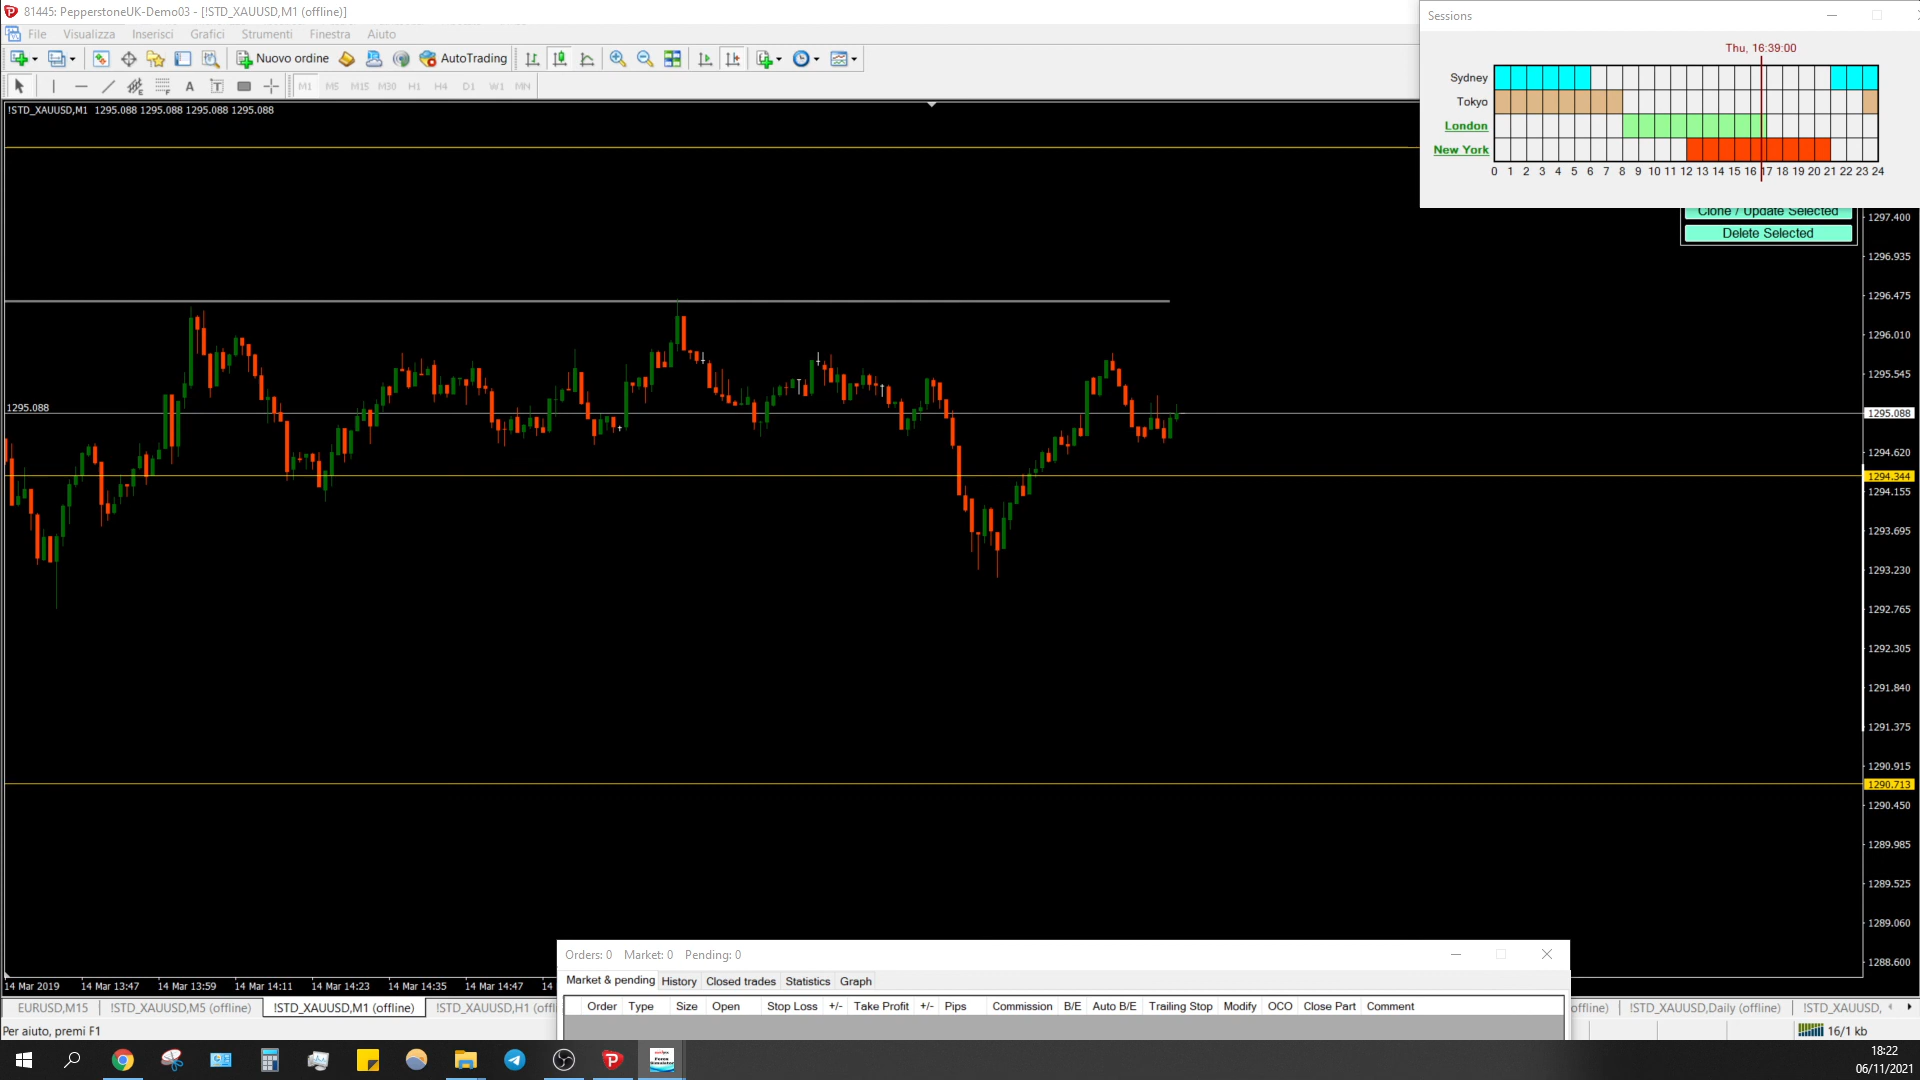 81445: PepperstoneUK-Demo03 - [!STD_XAUUSD,M1 (offline)]
File Visualizza Inserisci Grafici Strumenti Finestra Aiuto
Nuovo ordine AutoTrading
A T M1 M5 M15 M30 H1 H4 D1 W1 MN
!STD_XAUUSD,M1 1295.088 1295.088 1295.088 1295.088
Sessions
Thu, 16:39:00
Sydney
Tokyo
London
New York
0 1 2 3 4 5 6 7 8 9 10 11 12 13 14 15 16 17 18 19 20 21 22 23 24
Clone / Update Selected
Delete Selected
1297.400
1296.935
1296.475
1296.010
1295.545
1295.088
1295.088
1294.620
1294.344
1294.155
1293.695
1293.230
1292.765
1292.305
1291.840
1291.375
1290.915
1290.713
1290.450
1289.985
1289.525
1289.060
1288.600
14 Mar 2019 14 Mar 13:47 14 Mar 13:59 14 Mar 14:11 14 Mar 14:23 14 Mar 14:35 14 Mar 14:47 14
Orders: 0 Market: 0 Pending: 0
Market & pending History Closed trades Statistics Graph
Order Type Size Open Stop Loss +/- Take Profit +/- Pips Commission B/E Auto B/E Trailing Stop Modify OCO Close Part Comment
EURUSD,M15 !STD_XAUUSD,M5 (offline) !STD_XAUUSD,M1 (offline) !STD_XAUUSD,H1 (offli offline) !STD_XAUUSD,Daily (offline) !STD_XAUUSD,
Per aiuto, premi F1
16/1 kb
18:22
06/11/2021